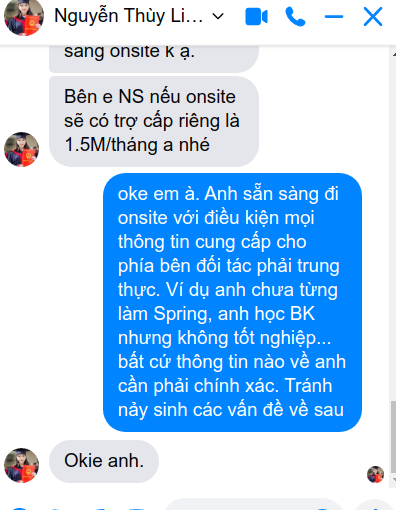 Nguyễn Thùy Li...
sàng onsite k ạ.
Bên e NS nếu onsite
sẽ có trợ cấp riêng là
1.5M/tháng a nhé
oke em à. Anh sẵn sàng đi
onsite với điều kiện mọi
thông tin cung cấp cho
phía bên đối tác phải trung
thực. Ví dụ anh chưa từng
làm Spring, anh học BK
nhưng không tốt nghiệp...
bất cứ thông tin nào về anh
cần phải chính xác. Tránh
nảy sinh các vấn đề về sau
Okie anh.